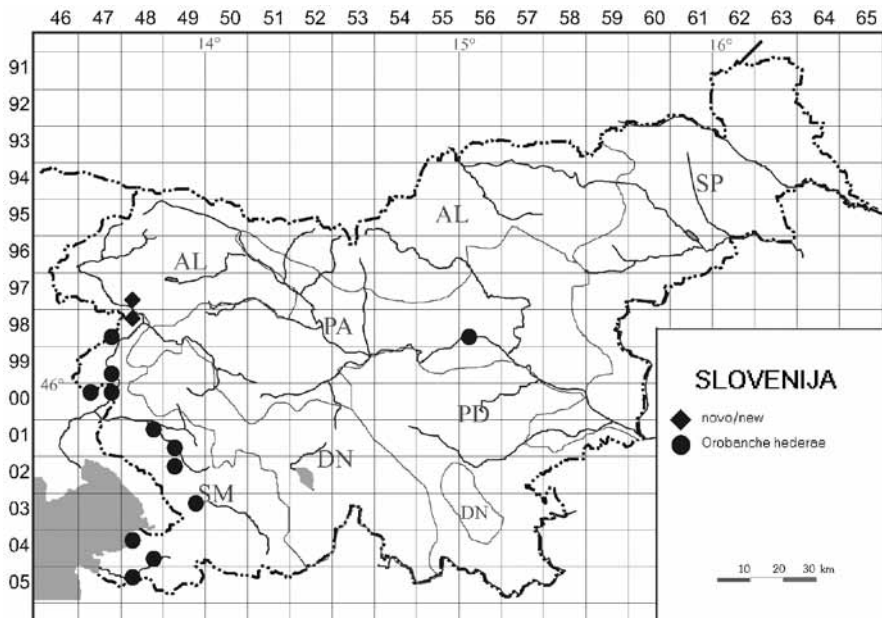 46 47 48 49 50 51 52 53 54 55 56 57 58 59 60 61 62 63 64 65
14° 15° 16°
91
92
93
94
SP
95
AL
96
AL
97
98
PA
99
46°
00
SLOVENIJA
PD
novo/new
01
Orobanche hederae
DN
02
SM
03
DN
04
05
10 20 30 km